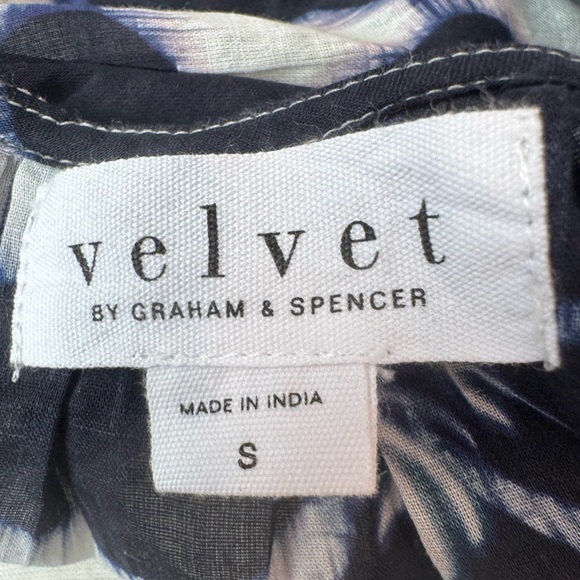 velvet
BY GRAHAM & SPENCER
MADE IN INDIA
S